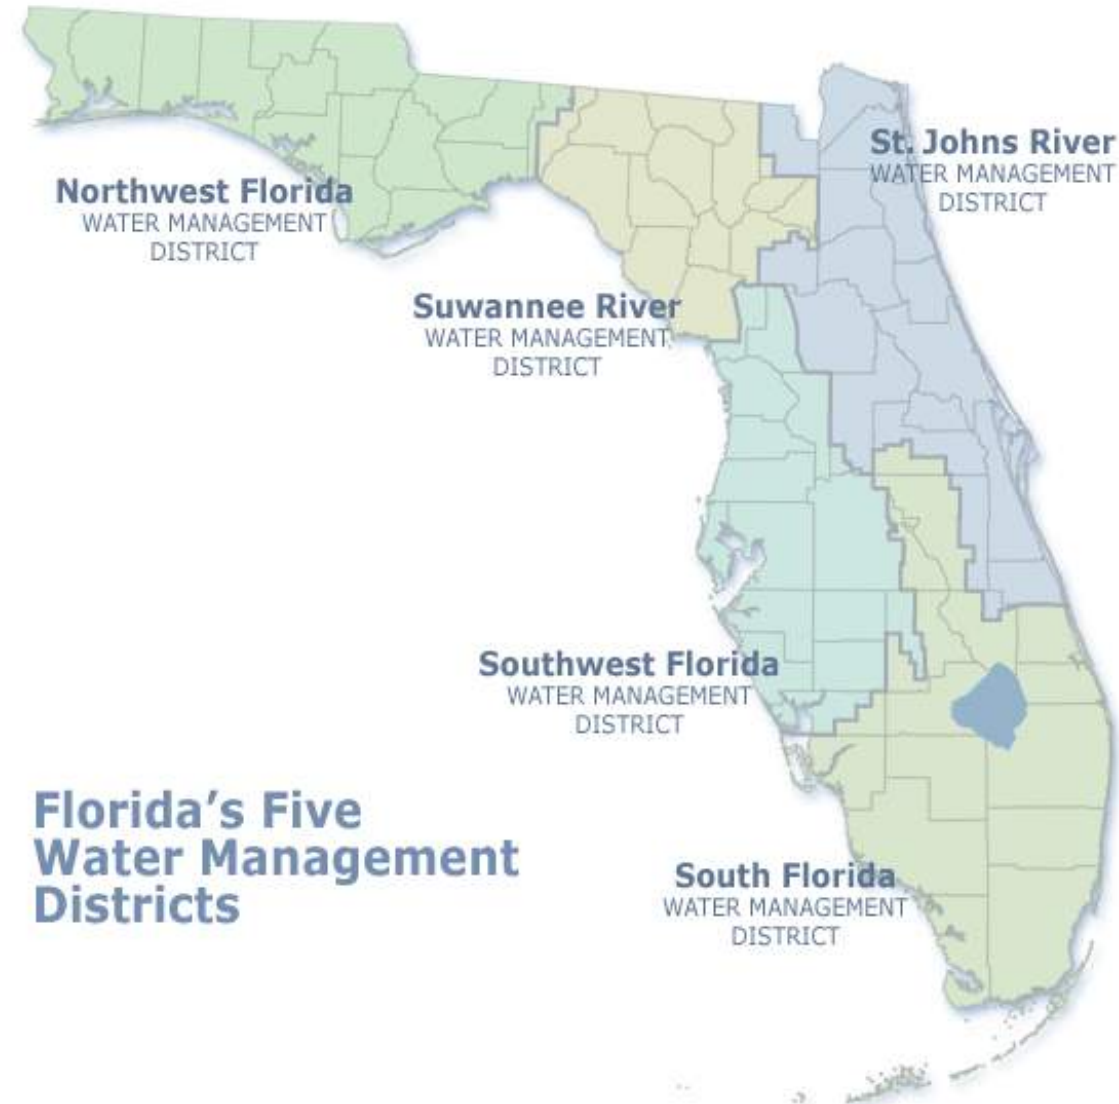 St. Johns River
WATER MANAGEMENT
DISTRICT
Northwest Florida
WATER MANAGEMENT
DISTRICT
Suwannee River
WATER MANAGEMENT
DISTRICT
Southwest Florida
WATER MANAGEMENT
DISTRICT
Florida’s Five
Water Management
Districts
South Florida
WATER MANAGEMENT
DISTRICT